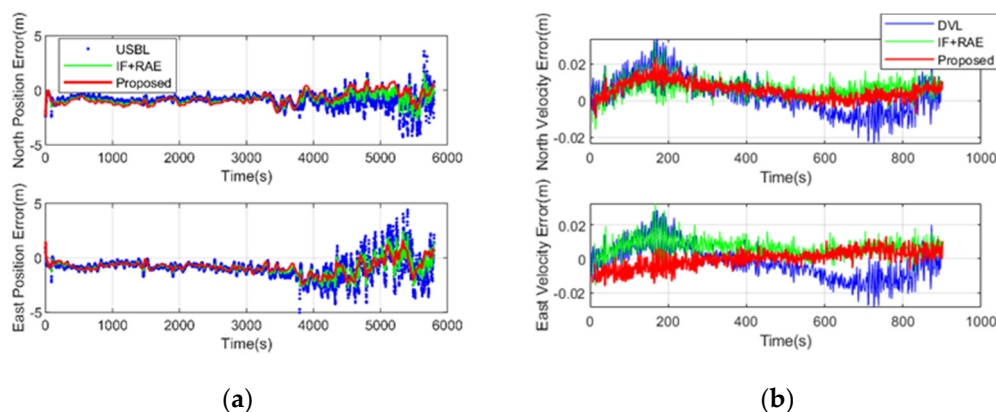 USBL
IF+RAE
Proposed
North Position Error(m)
5
0
-5
0 1000 2000 3000 4000 5000 6000
Time(s)
East Position Error(m)
5
0
-5
0 1000 2000 3000 4000 5000 6000
Time(s)
(a)
DVL
IF+RAE
Proposed
North Velocity Error(m)
0.02
0
-0.02
0 200 400 600 800 1000
Time(s)
East Velocity Error(m)
0.02
0
-0.02
0 200 400 600 800 1000
Time(s)
(b)